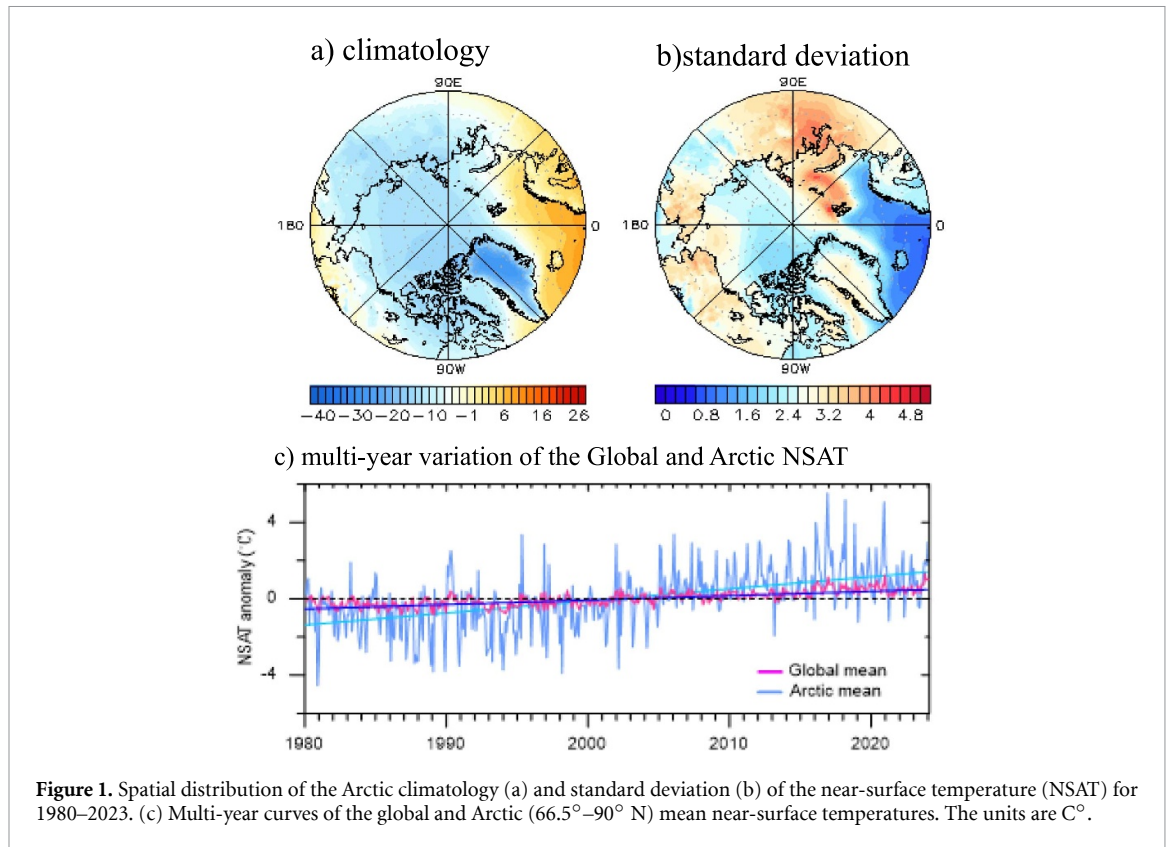 a) climatology
b)standard deviation
90E
90E
180
0
180
0
90W
90W
-40-30-20-10 -1 6 16 26
0 0.8 1.6 2.4 3.2 4 4.8
c) multi-year variation of the Global and Arctic NSAT
NSAT anomaly (°C)
4
0
-4
Global mean
Arctic mean
1980 1990 2000 2010 2020
Figure 1. Spatial distribution of the Arctic climatology (a) and standard deviation (b) of the near-surface temperature (NSAT) for
1980–2023. (c) Multi-year curves of the global and Arctic (66.5°–90° N) mean near-surface temperatures. The units are C°.